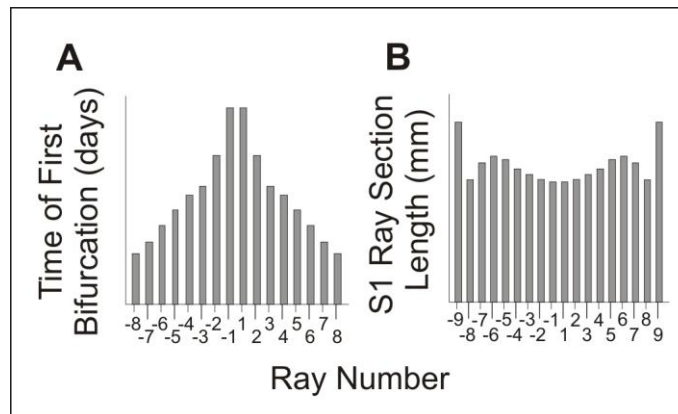 A
B
Time of First
Bifurcation (days)
S1 Ray Section
Length (mm)
-8 -6 -4 -2 1 3 5 7
-7 -5 -3 -1 2 4 6 8
-9 -7 -5 -3 -1 2 4 6 8
-8 -6 -4 -2 1 3 5 7 9
Ray Number